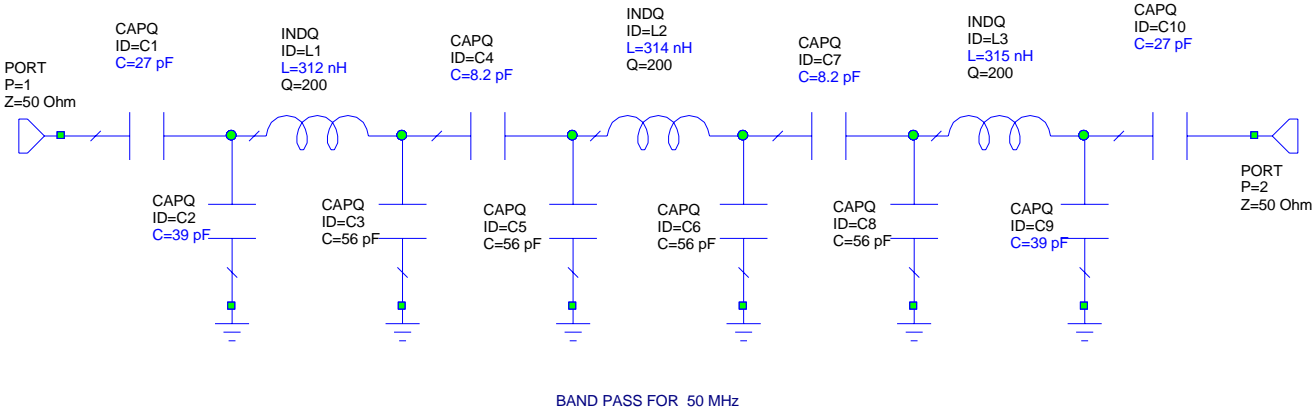 PORT
P=1
Z=50 Ohm
CAPQ
ID=C1
C=27 pF
INDQ
ID=L1
L=312 nH
Q=200
CAPQ
ID=C4
C=8.2 pF
INDQ
ID=L2
L=314 nH
Q=200
CAPQ
ID=C7
C=8.2 pF
INDQ
ID=L3
L=315 nH
Q=200
CAPQ
ID=C10
C=27 pF
PORT
P=2
Z=50 Ohm
CAPQ
ID=C2
C=39 pF
CAPQ
ID=C3
C=56 pF
CAPQ
ID=C5
C=56 pF
CAPQ
ID=C6
C=56 pF
CAPQ
ID=C8
C=56 pF
CAPQ
ID=C9
C=39 pF
BAND PASS FOR 50 MHz